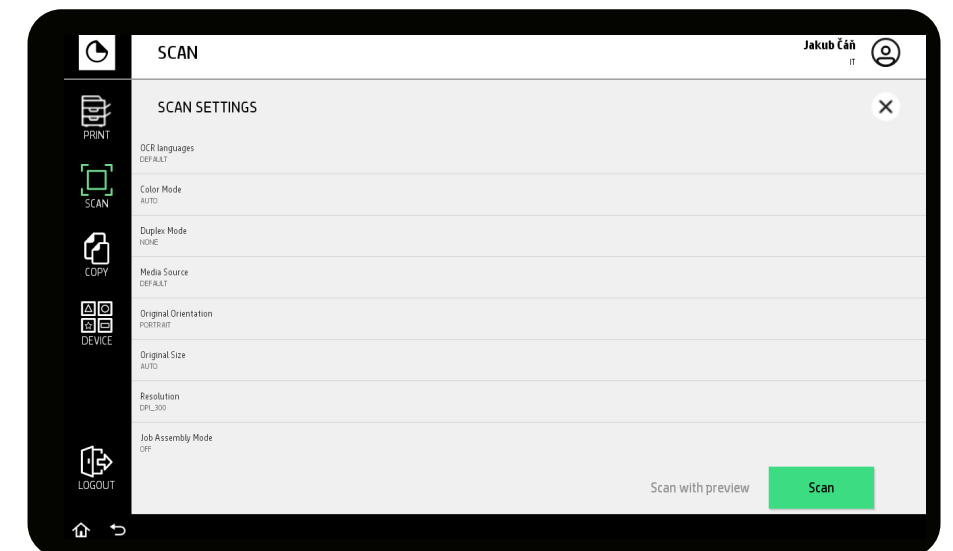 SCAN
Jakub Čáň
IT
SCAN SETTINGS
PRINT
SCAN
COPY
DEVICE
LOGOUT
OCR languages
DEFAULT
Color Mode
AUTO
Duplex Mode
NONE
Media Source
DEFAULT
Original Orientation
PORTRAIT
Original Size
AUTO
Resolution
DPI_300
Job Assembly Mode
OFF
Scan with preview
Scan